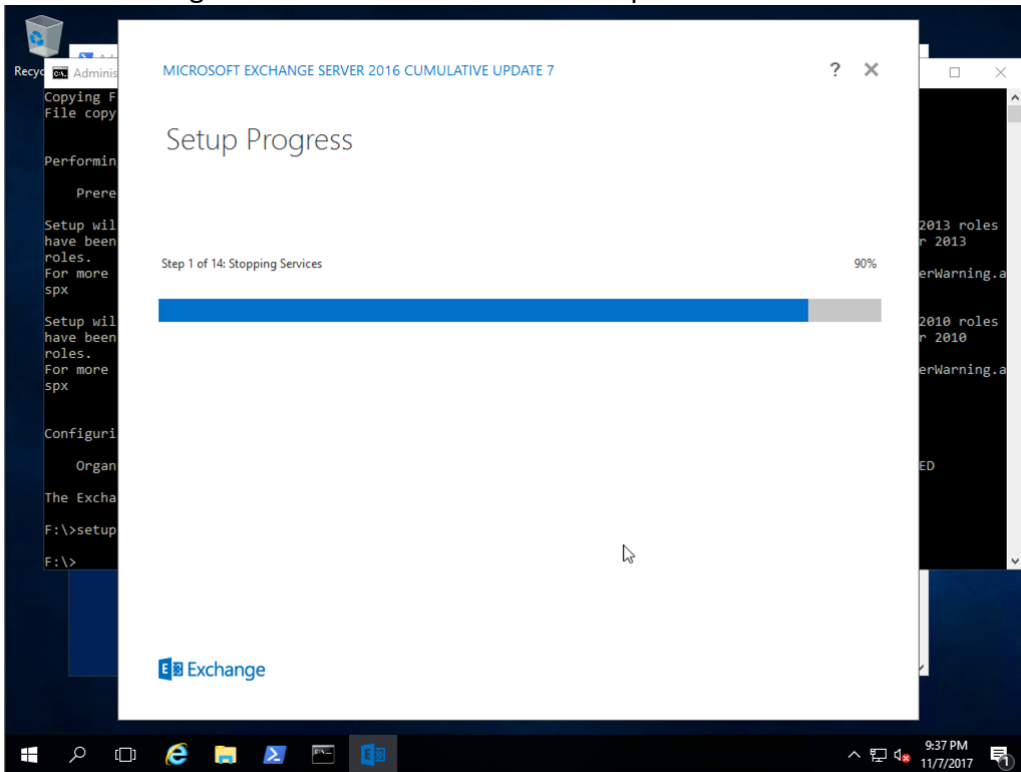 Recyc
Adminis
MICROSOFT EXCHANGE SERVER 2016 CUMULATIVE UPDATE 7
?
Copying F
File copy
Setup Progress
Performin
Prere
Setup wil
2013 roles
have been
r 2013
roles.
Step 1 of 14: Stopping Services
90%
For more
erWarning.a
spx
Setup wil
2010 roles
have been
r 2010
roles.
For more
erWarning.a
spx
Configuri
Organ
ED
The Excha
F:\>setup
F:\>
E Exchange
9:37 PM
11/7/2017
1